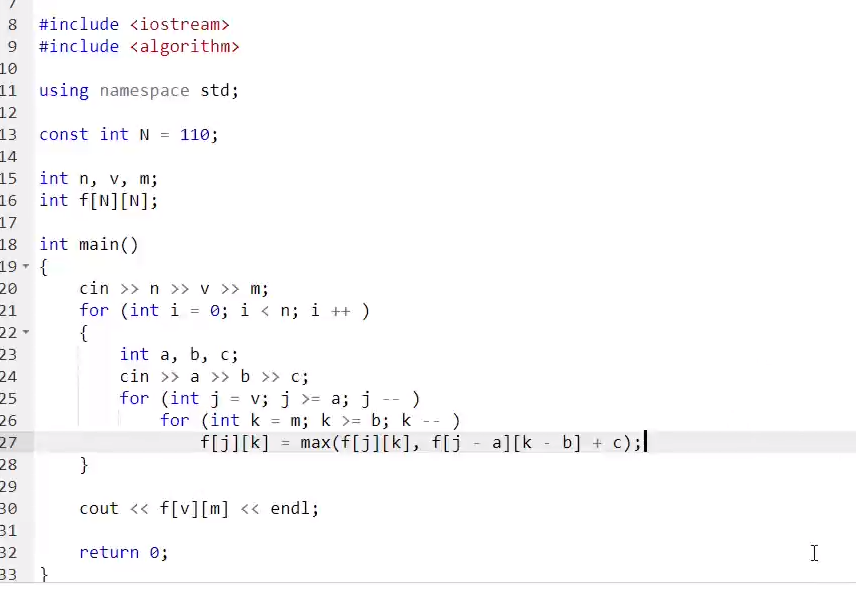 7
8 #include <iostream>
9 #include <algorithm>
10
11 using namespace std;
12
13 const int N = 110;
14
15 int n, v, m;
16 int f[N][N];
17
18 int main()
19 {
20     cin >> n >> v >> m;
21     for (int i = 0; i < n; i ++ )
22     {
23         int a, b, c;
24         cin >> a >> b >> c;
25         for (int j = v; j >= a; j -- )
26             for (int k = m; k >= b; k -- )
27                 f[j][k] = max(f[j][k], f[j - a][k - b] + c);
28     }
29
30     cout << f[v][m] << endl;
31
32     return 0;
33 }